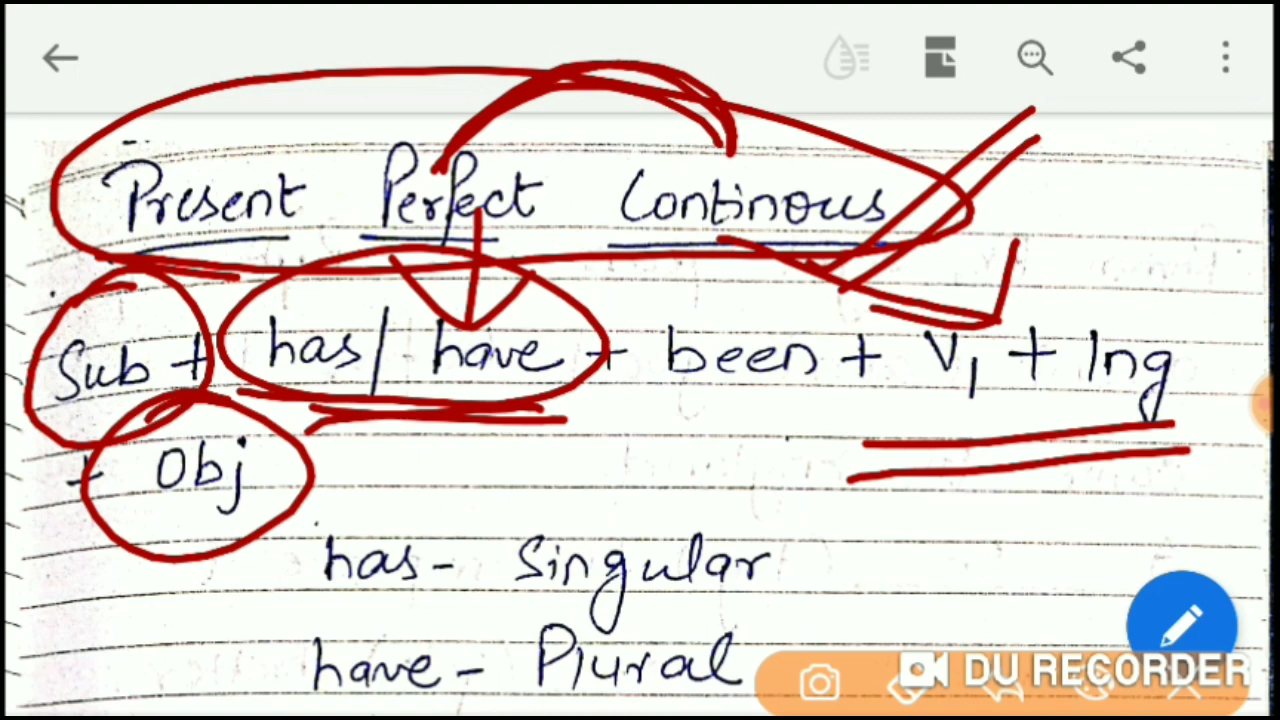 Present Perfect Continous
Sub + has / have + been + V1 + Ing
+ Obj
has - Singular
have - Plural
DU RECORDER